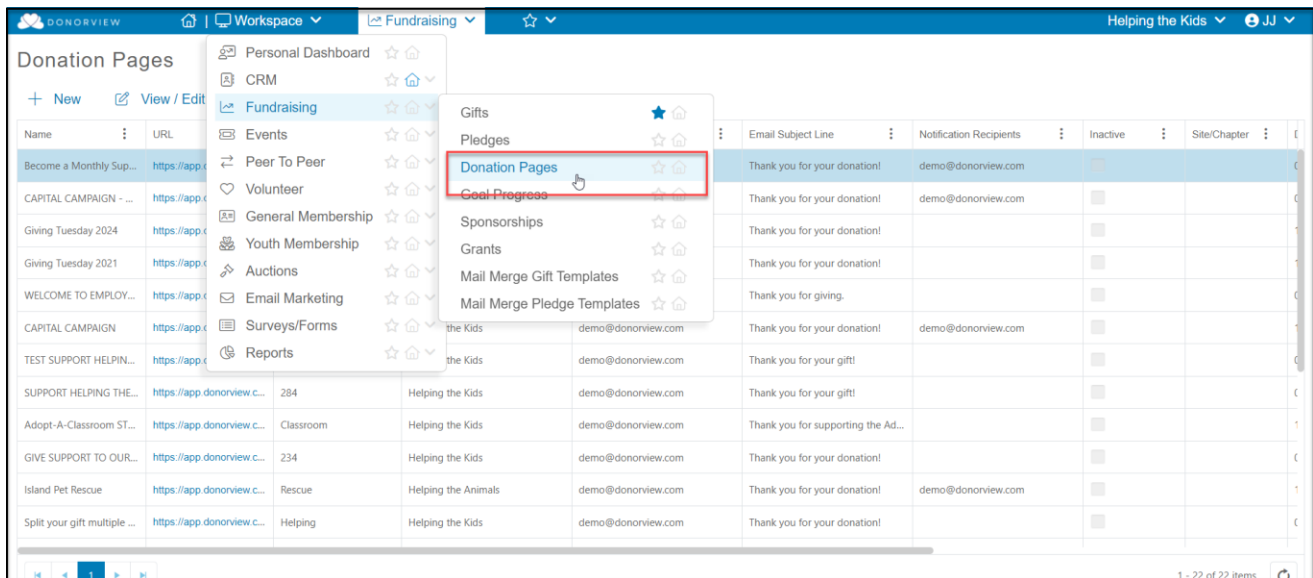 DONORVIEW | Workspace Fundraising Helping the Kids JJ
Donation Pages
+ New View / Edit
Personal Dashboard
CRM
Fundraising
Events
Peer To Peer
Volunteer
General Membership
Youth Membership
Auctions
Email Marketing
Surveys/Forms
Reports
Gifts
Pledges
Donation Pages
Goal Progress
Sponsorships
Grants
Mail Merge Gift Templates
Mail Merge Pledge Templates
Name URL Email Subject Line Notification Recipients Inactive Site/Chapter
Become a Monthly Sup... https://app. Thank you for your donation! demo@donorview.com
CAPITAL CAMPAIGN - ... https://app. Thank you for your donation! demo@donorview.com
Giving Tuesday 2024 https://app. Thank you for your donation!
Giving Tuesday 2021 https://app. Thank you for your donation!
WELCOME TO EMPLOY... https://app. Thank you for giving.
CAPITAL CAMPAIGN https://app. the Kids demo@donorview.com Thank you for your donation! demo@donorview.com
TEST SUPPORT HELPIN... https://app. the Kids demo@donorview.com Thank you for your gift!
SUPPORT HELPING THE... https://app.donorview.c... 284 Helping the Kids demo@donorview.com Thank you for your gift!
Adopt-A-Classroom ST... https://app.donorview.c... Classroom Helping the Kids demo@donorview.com Thank you for supporting the Ad...
GIVE SUPPORT TO OUR... https://app.donorview.c... 234 Helping the Kids demo@donorview.com Thank you for your donation!
Island Pet Rescue https://app.donorview.c... Rescue Helping the Animals demo@donorview.com Thank you for your donation! demo@donorview.com
Split your gift multiple ... https://app.donorview.c... Helping Helping the Kids demo@donorview.com Thank you for your donation!
1 1 - 22 of 22 items